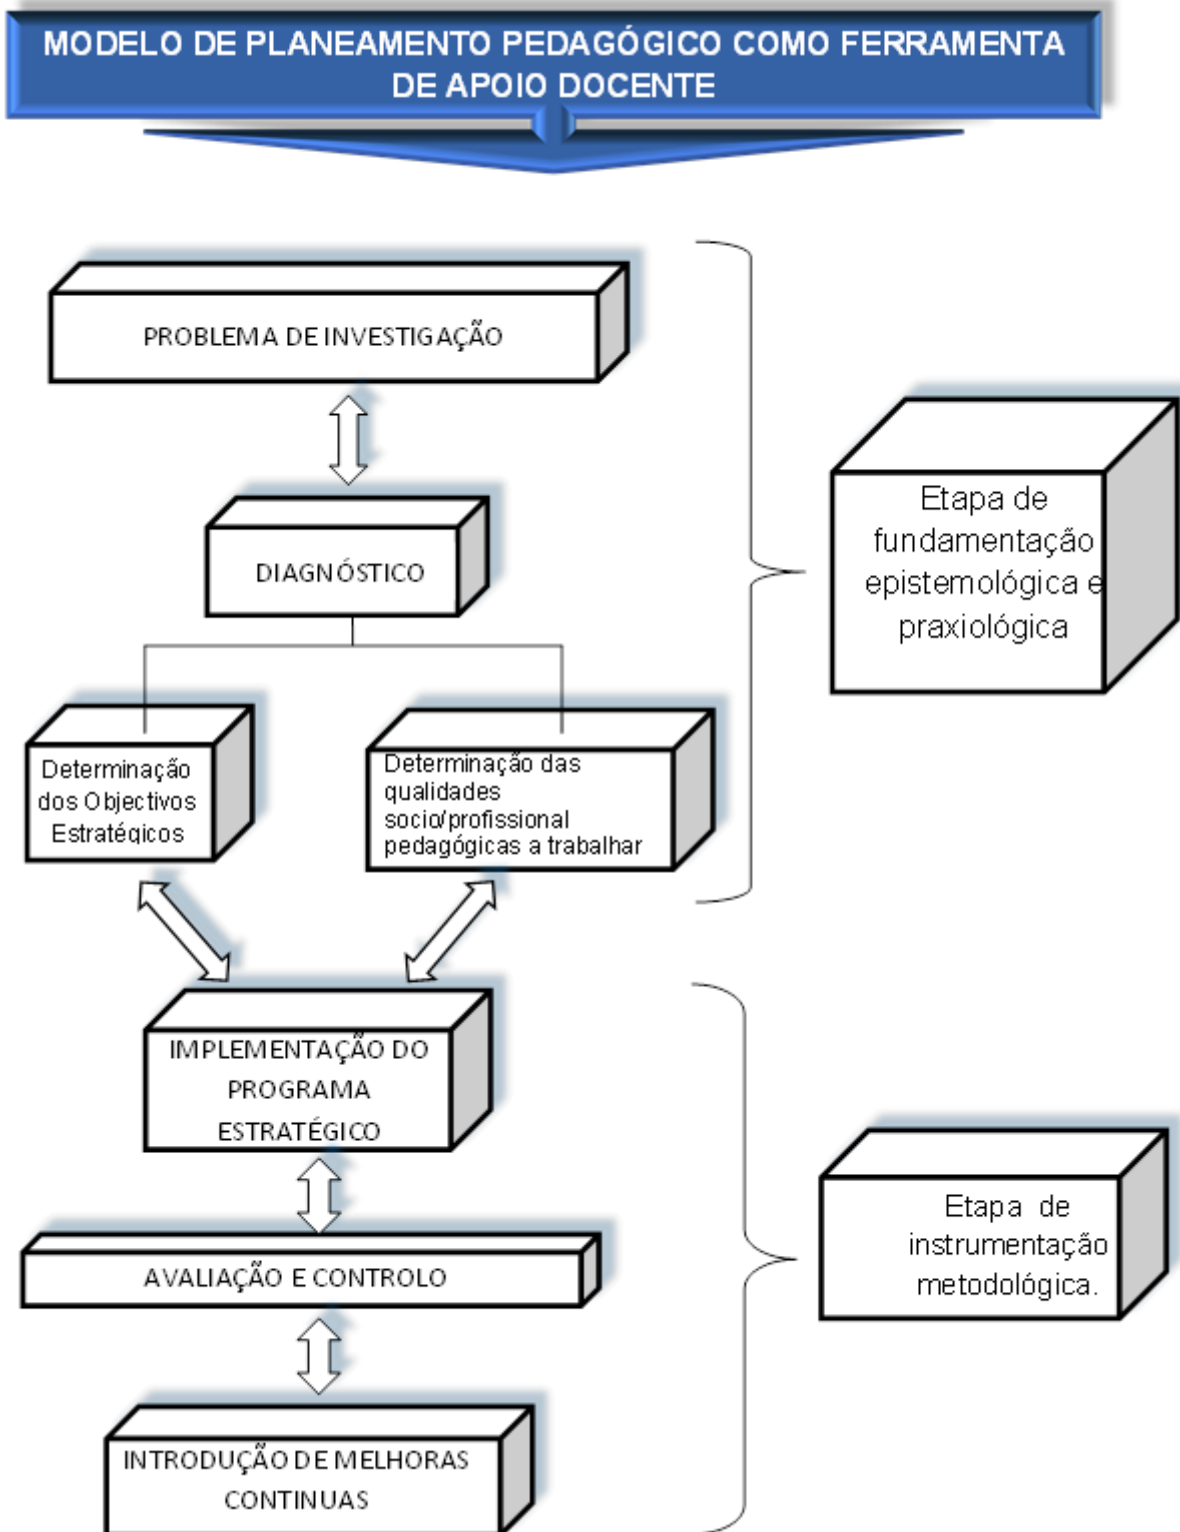 MODELO DE PLANEAMENTO PEDAGÓGICO COMO FERRAMENTA
DE APOIO DOCENTE
PROBLEMA DE INVESTIGAÇÃO
DIAGNÓSTICO
Etapa de
fundamentação
epistemológica e
praxiológica
Determinação
dos Objectivos
Estratégicos
Determinação das
qualidades
socio/profissional
pedagógicas a trabalhar
IMPLEMENTAÇÃO DO
PROGRAMA
ESTRATÉGICO
AVALIAÇÃO E CONTROLO
Etapa de
instrumentação
metodológica.
INTRODUÇÃO DE MELHORAS
CONTINUAS